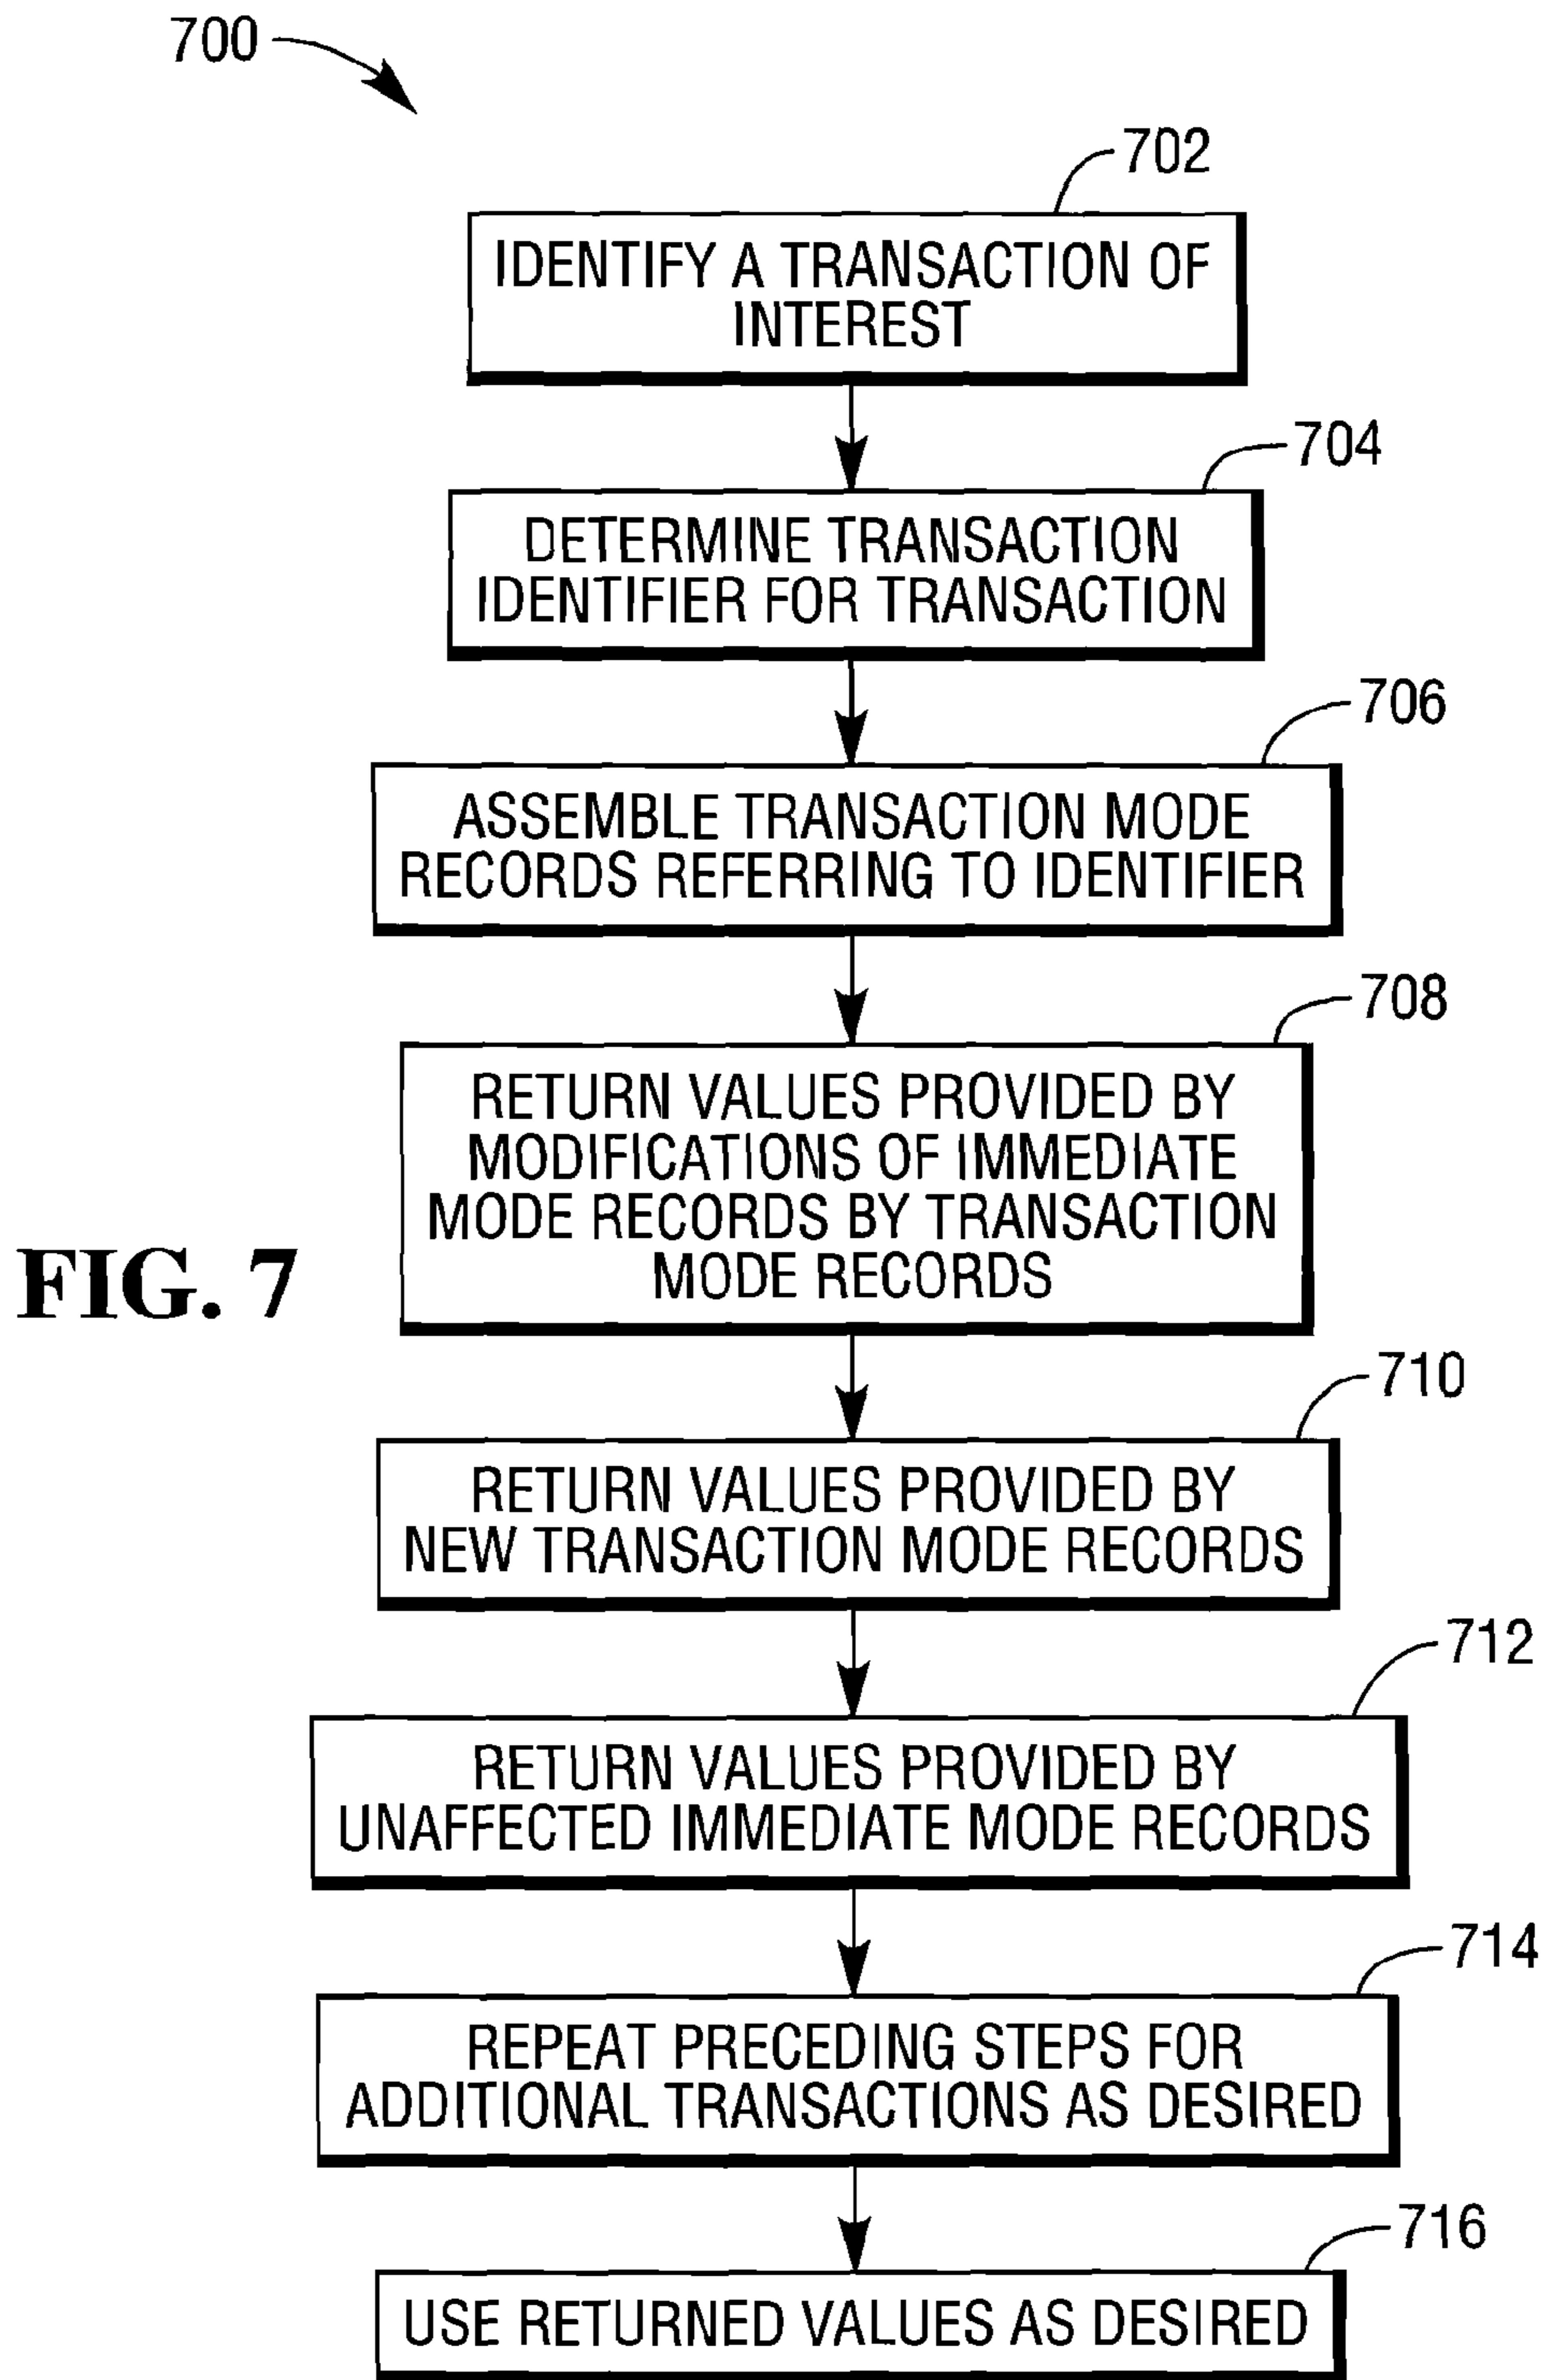 700
702
IDENTIFY A TRANSACTION OF
INTEREST
704
DETERMINE TRANSACTION
IDENTIFIER FOR TRANSACTION
706
ASSEMBLE TRANSACTION MODE
RECORDS REFERRING TO IDENTIFIER
708
RETURN VALUES PROVIDED BY
MODIFICATIONS OF IMMEDIATE
MODE RECORDS BY TRANSACTION
MODE RECORDS
FIG. 7
710
RETURN VALUES PROVIDED BY
NEW TRANSACTION MODE RECORDS
712
RETURN VALUES PROVIDED BY
UNAFFECTED IMMEDIATE MODE RECORDS
714
REPEAT PRECEDING STEPS FOR
ADDITIONAL TRANSACTIONS AS DESIRED
716
USE RETURNED VALUES AS DESIRED